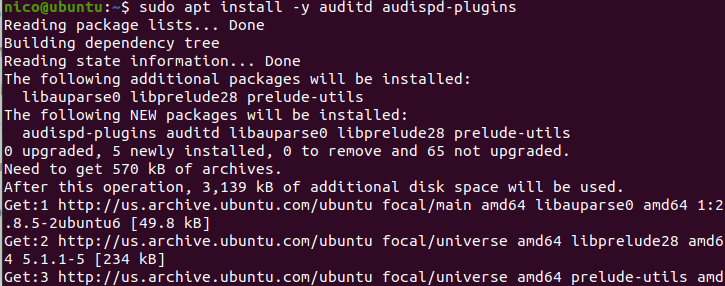 nico@ubuntu:~$ sudo apt install -y auditd audispd-plugins
Reading package lists... Done
Building dependency tree
Reading state information... Done
The following additional packages will be installed:
  libauparse0 libprelude28 prelude-utils
The following NEW packages will be installed:
  audispd-plugins auditd libauparse0 libprelude28 prelude-utils
0 upgraded, 5 newly installed, 0 to remove and 65 not upgraded.
Need to get 570 kB of archives.
After this operation, 3,139 kB of additional disk space will be used.
Get:1 http://us.archive.ubuntu.com/ubuntu focal/main amd64 libauparse0 amd64 1:2
.8.5-2ubuntu6 [49.8 kB]
Get:2 http://us.archive.ubuntu.com/ubuntu focal/universe amd64 libprelude28 amd6
4 5.1.1-5 [234 kB]
Get:3 http://us.archive.ubuntu.com/ubuntu focal/universe amd64 prelude-utils amd